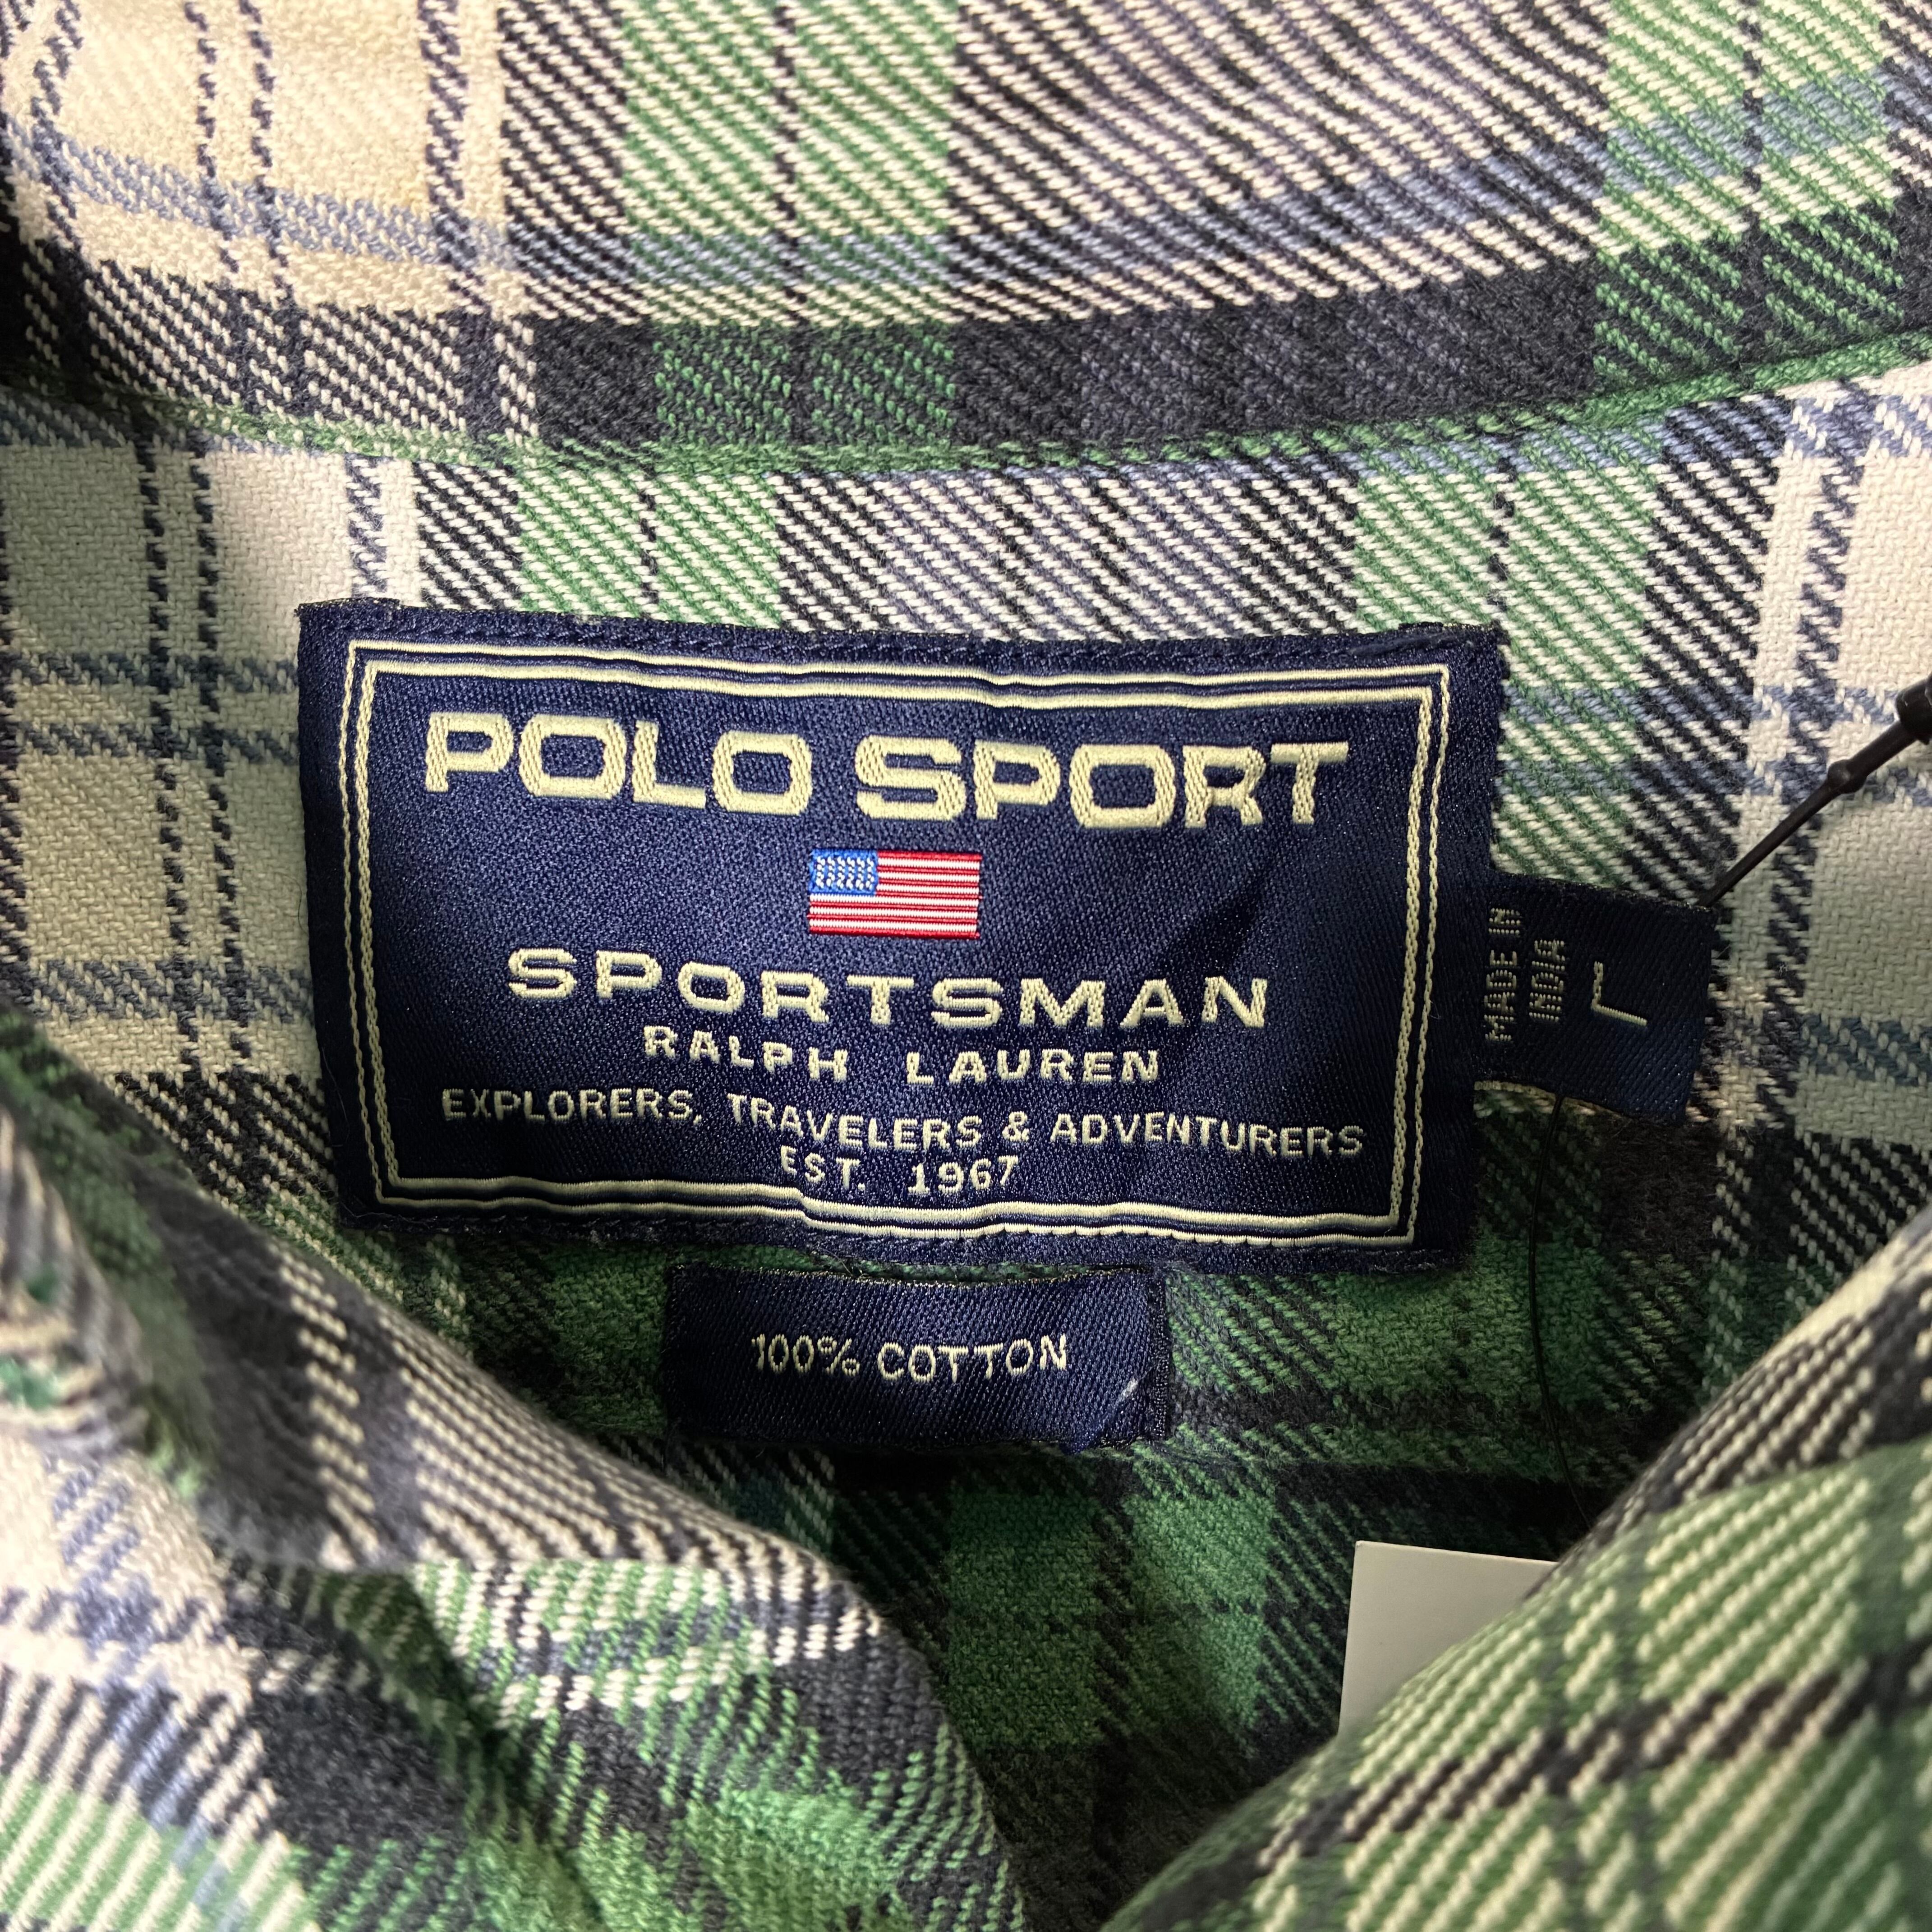 POLO SPORT
SPORTSMAN
RALPH LAUREN
EXPLORERS, TRAVELERS & ADVENTURERS
EST. 1967
MADE IN
INDIA
L
100% COTTON